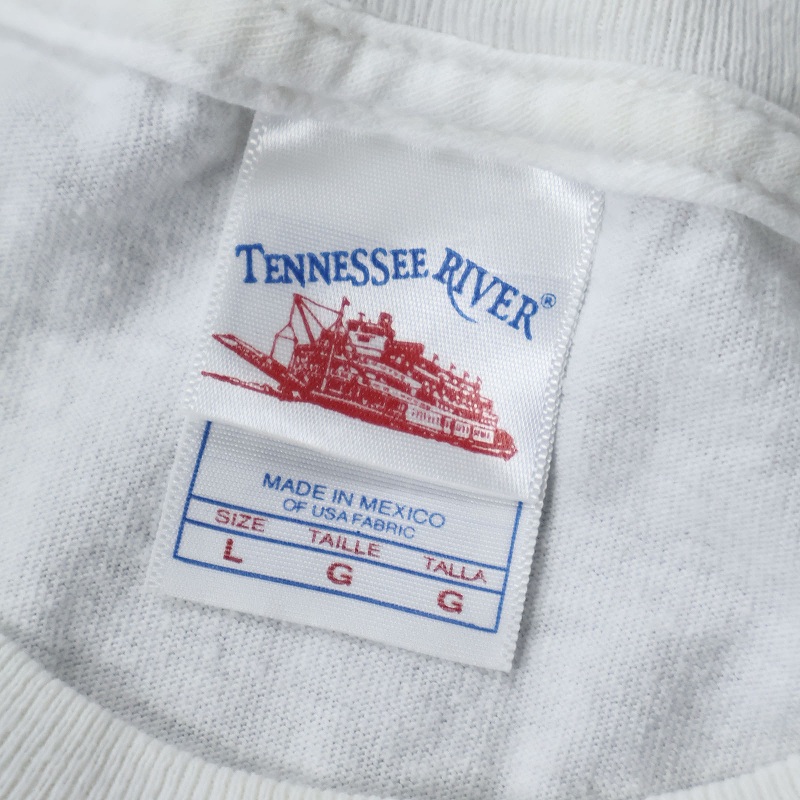 TENNESSEE RIVER®
MADE IN MEXICO
OF USA FABRIC
SIZE TAILLE TALLA
L G G